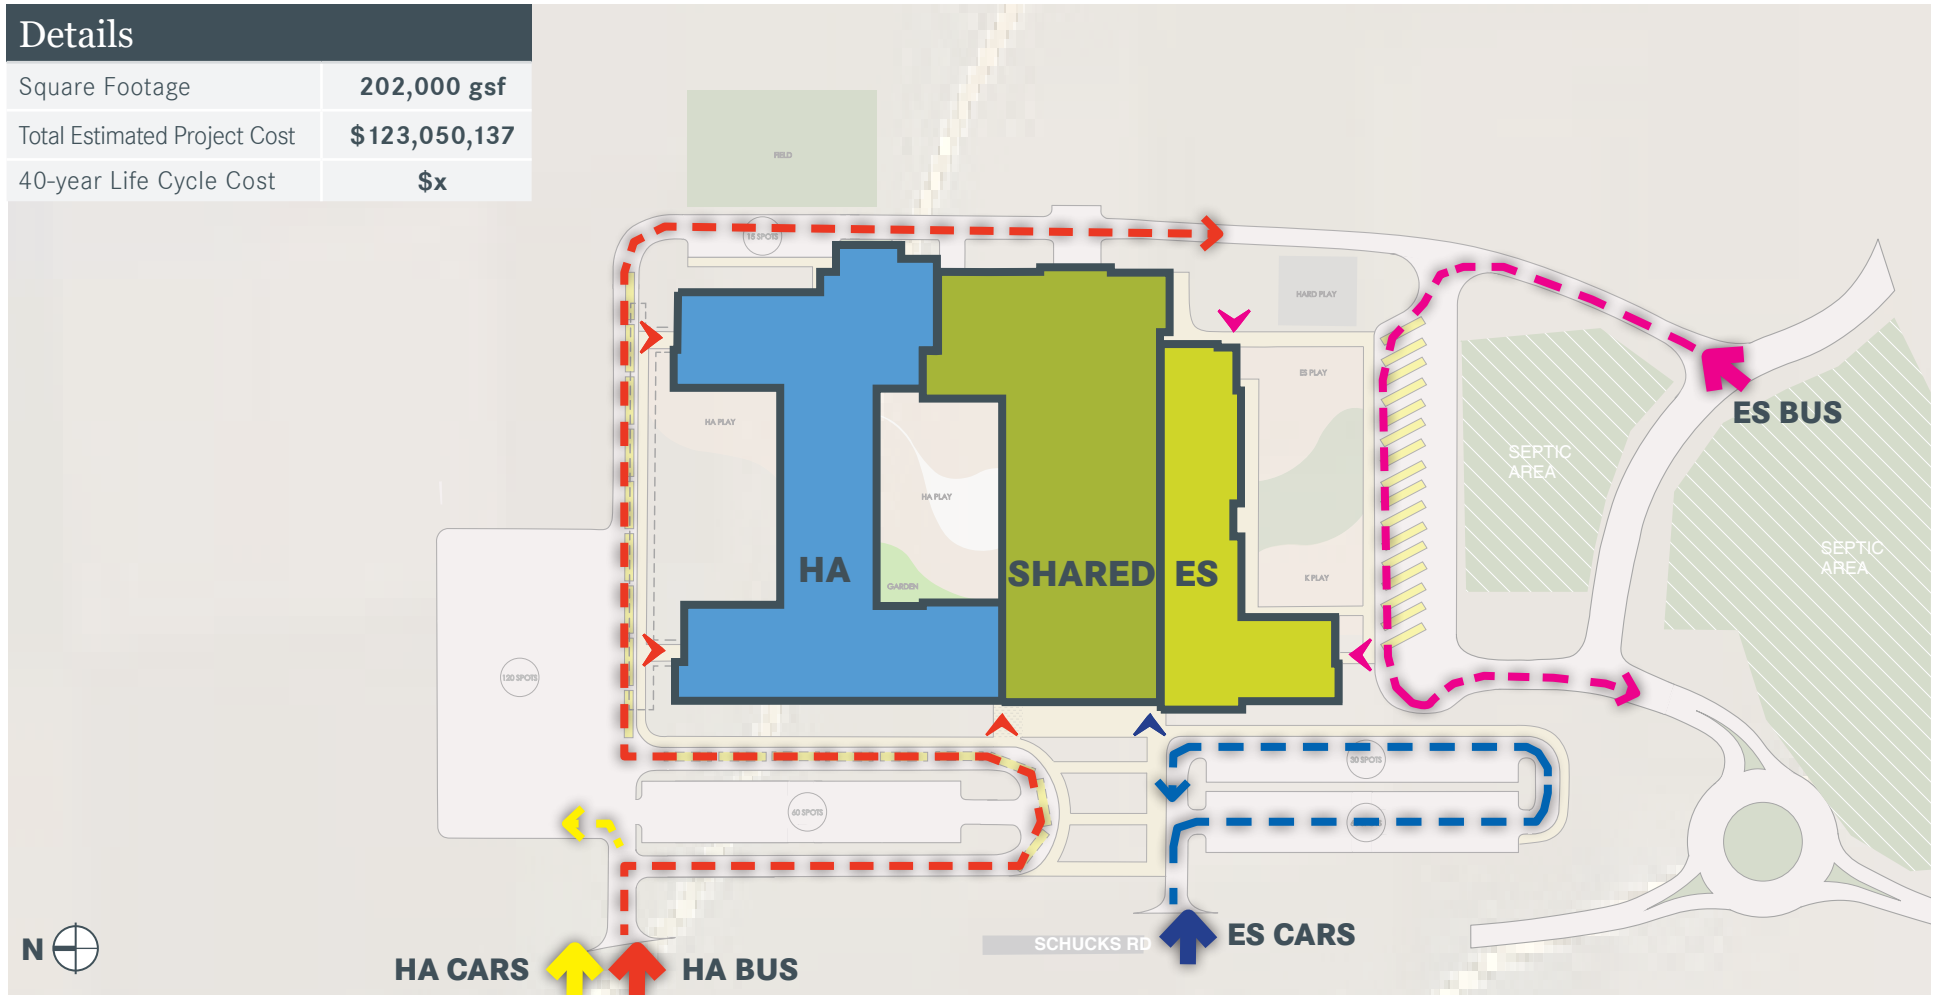 Details
Square Footage 202,000 gsf
Total Estimated Project Cost $123,050,137
40-year Life Cycle Cost $x
FIELD
16 SPOTS
HARD PLAY
ES PLAY
HA PLAY
ES BUS
SEPTIC
AREA
HA PLAY
SEPTIC
AREA
HA
SHARED
ES
GARDEN
K PLAY
120 SPOTS
30 SPOTS
60 SPOTS
N
HA CARS
HA BUS
SCHUCKS RD
ES CARS